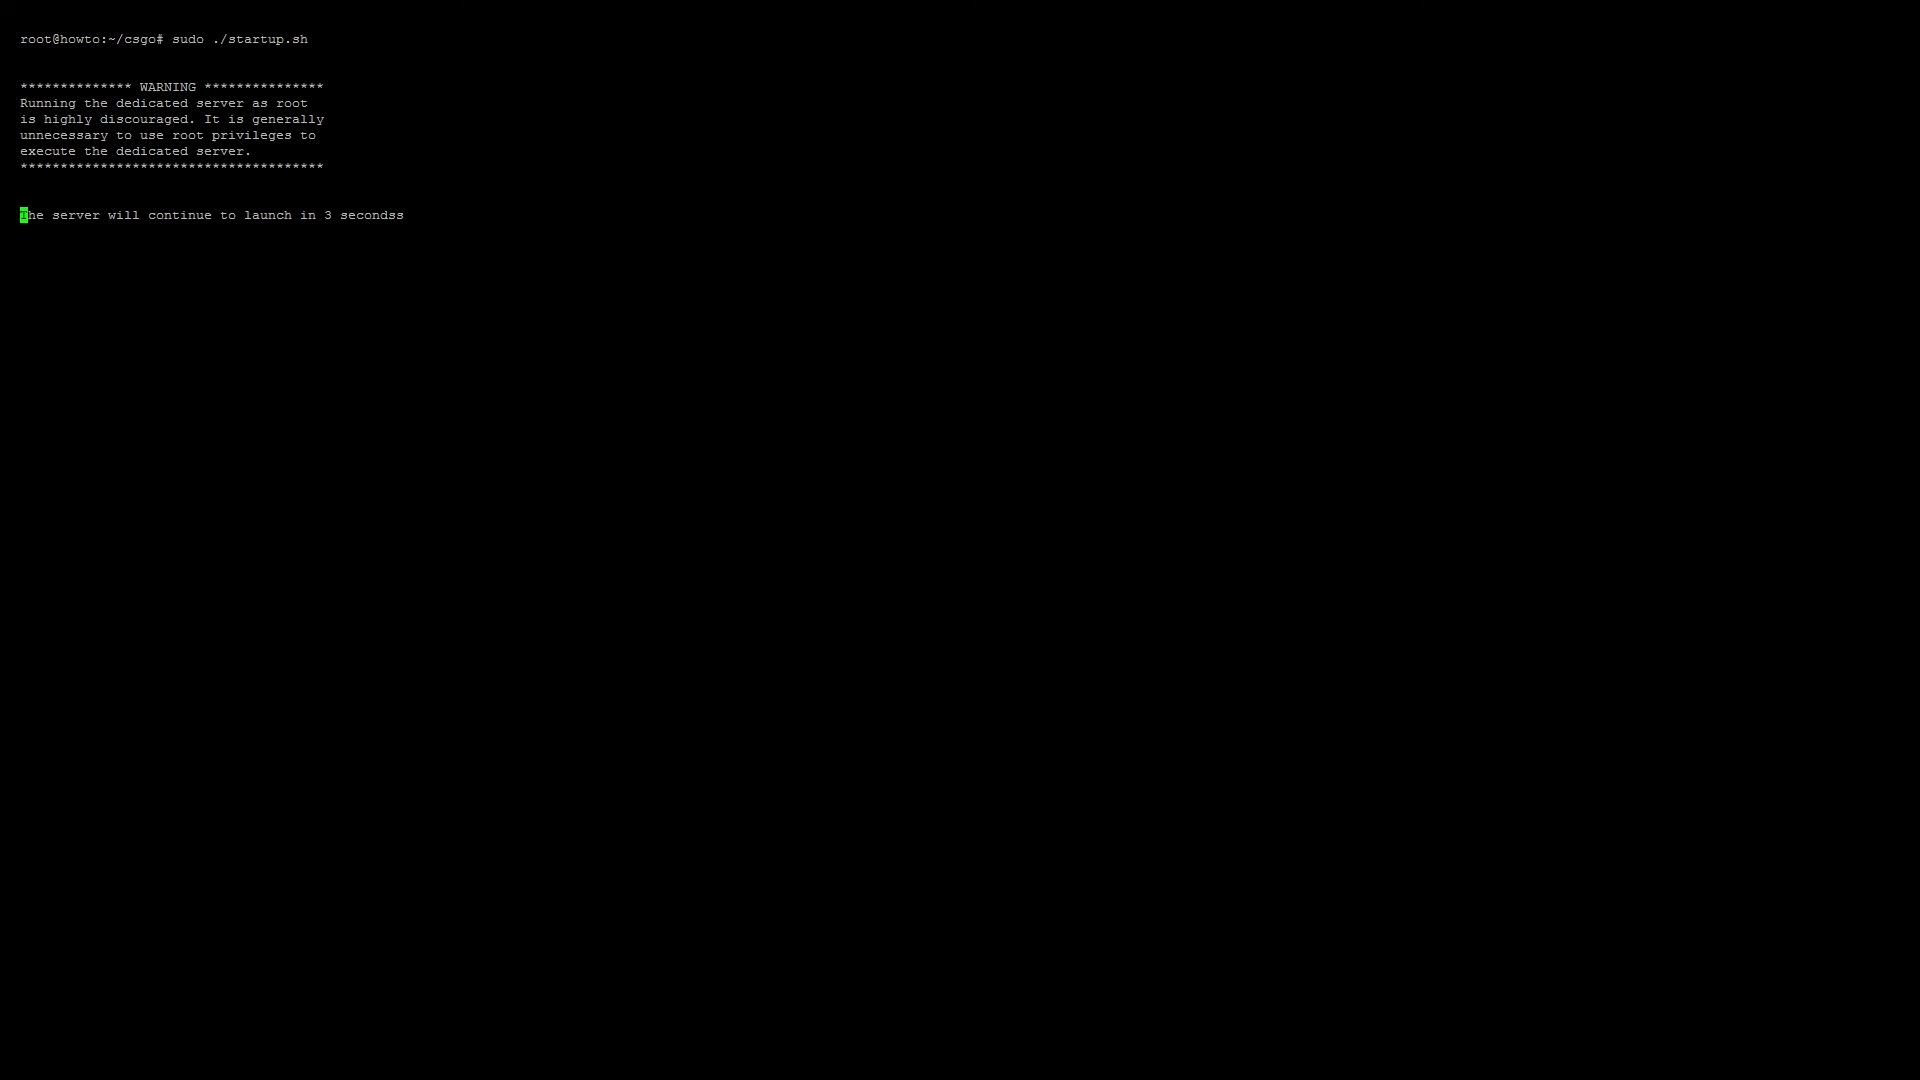 root@howto:~/csgo# sudo ./startup.sh
************** WARNING ***************
Running the dedicated server as root
is highly discouraged. It is generally
unnecessary to use root privileges to
execute the dedicated server.
**************************************
The server will continue to launch in 3 secondss